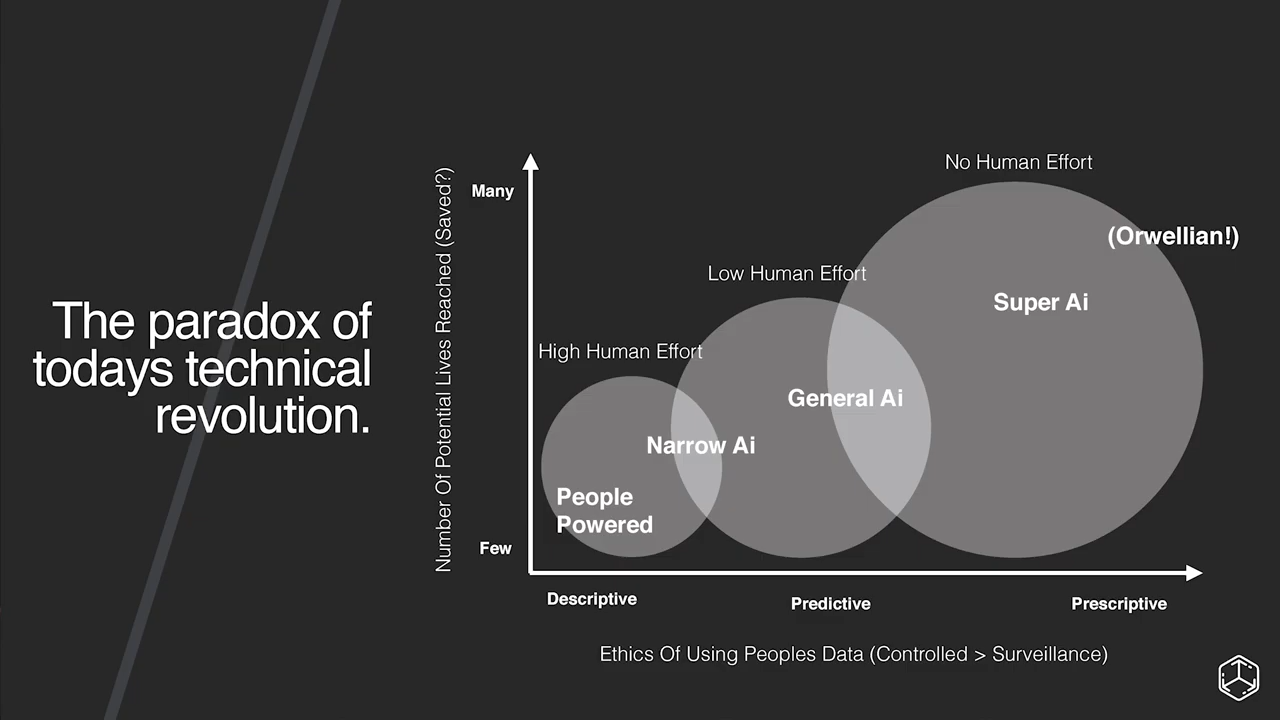 The paradox of
todays technical
revolution.
Number Of Potential Lives Reached (Saved?)
Many
Few
No Human Effort
(Orwellian!)
Super Ai
Low Human Effort
General Ai
High Human Effort
Narrow Ai
People
Powered
Descriptive
Predictive
Prescriptive
Ethics Of Using Peoples Data (Controlled > Surveillance)